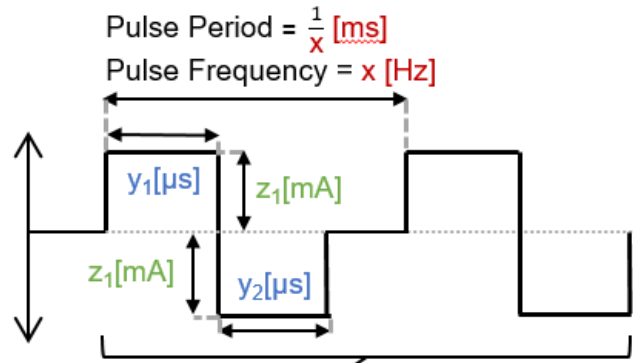 Pulse Period = 1/x [ms]
Pulse Frequency = x [Hz]
y₁[µs]
z₁[mA]
z₁[mA]
y₂[µs]